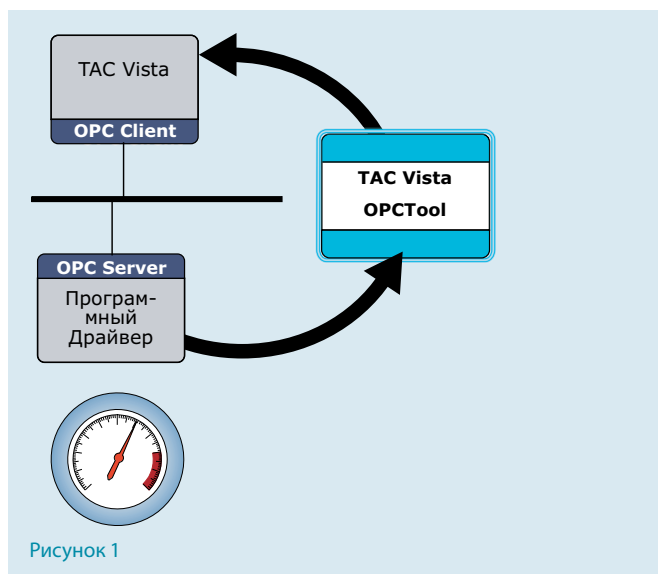 TAC Vista
OPC Client
TAC Vista
OPCTool
OPC Server
Програм-
мный
Драйвер
Рисунок 1